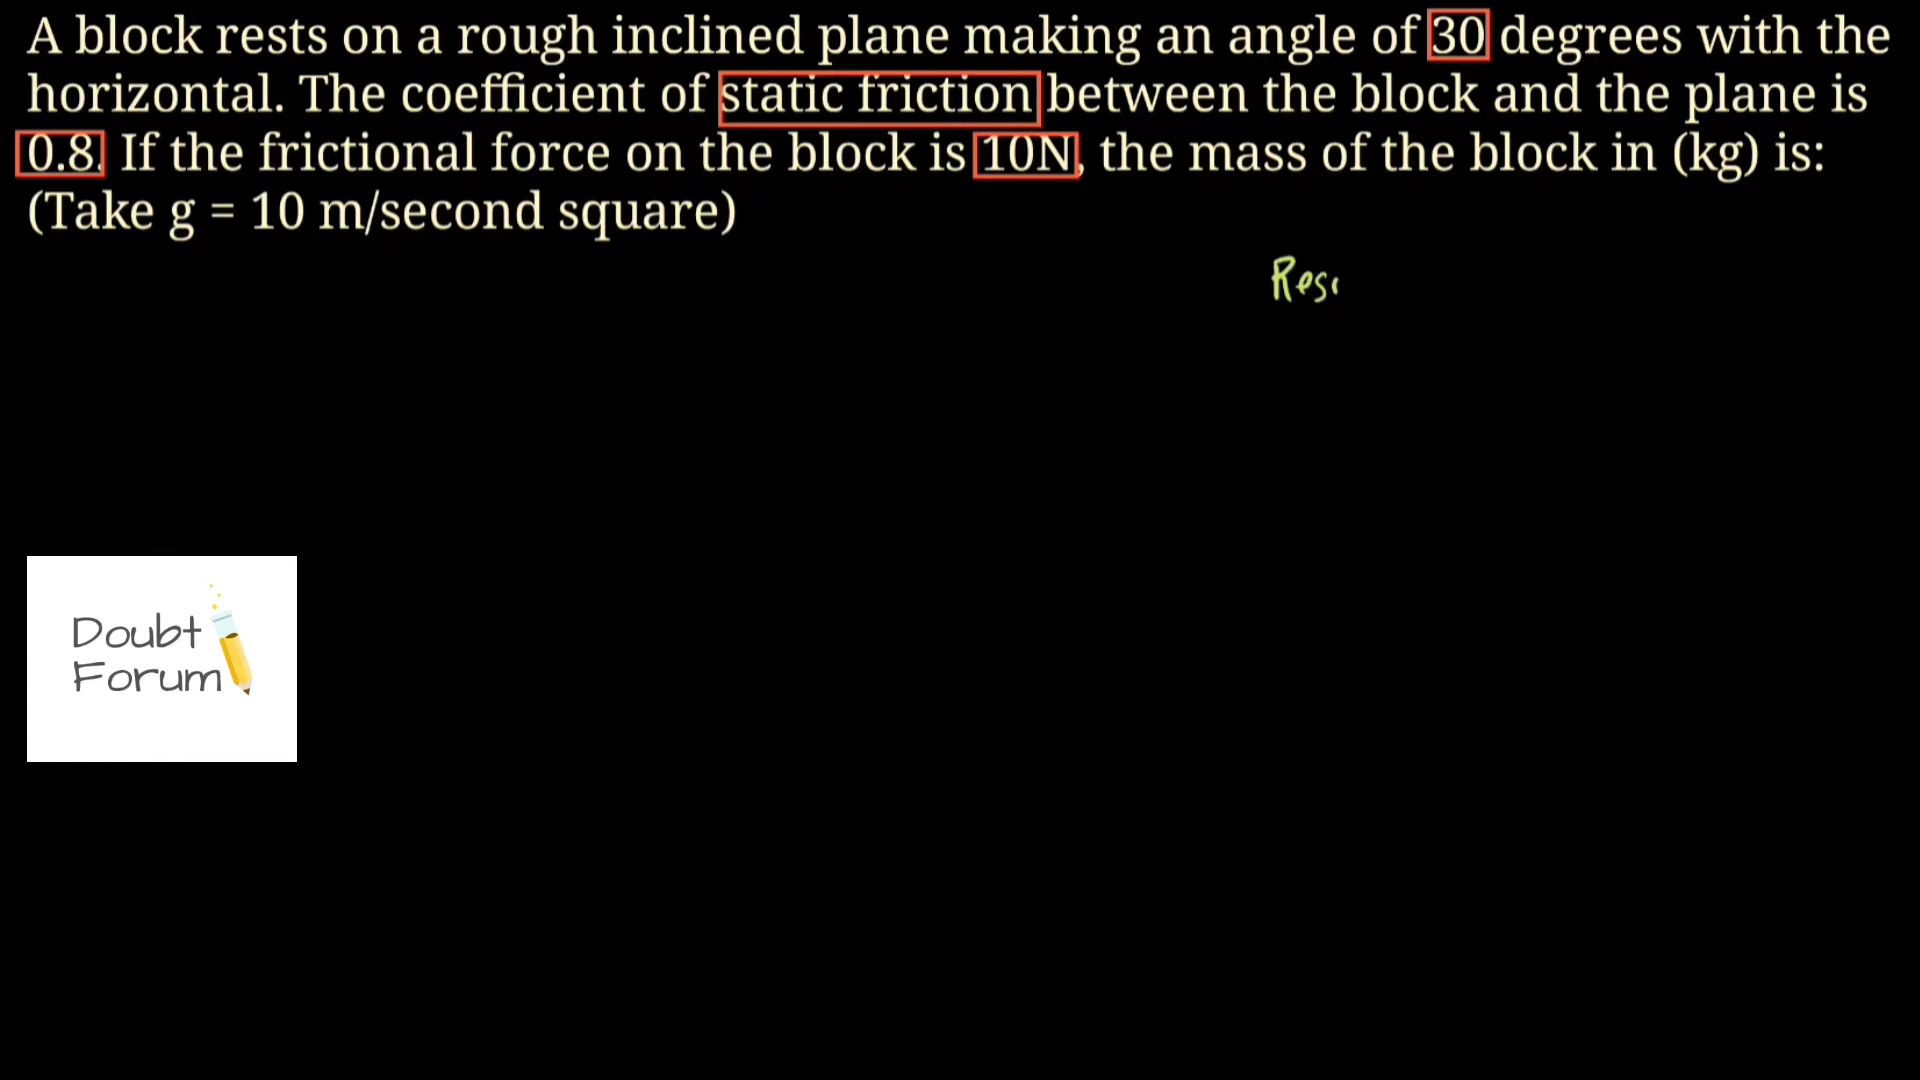 A block rests on a rough inclined plane making an angle of 30 degrees with the
horizontal. The coefficient of static friction between the block and the plane is
0.8. If the frictional force on the block is 10N, the mass of the block in (kg) is:
(Take g = 10 m/second square)
Doubt
Forum